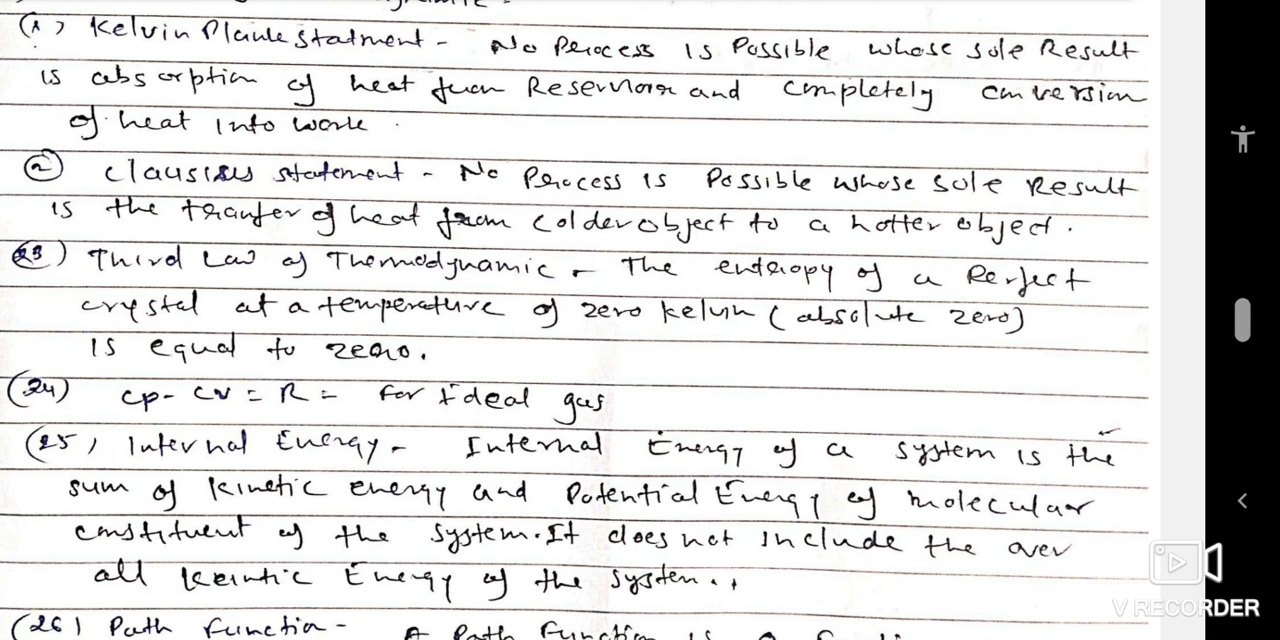 (1) Kelvin Planke statment - No Process is Possible whose sole Result
is absorption of heat from Reservoir and completely conversion
of heat into work.
(2) clausius statement - No Process is Possible whose sole Result
is the tranfer of heat from colder object to a hotter object.
(23) Third Law of Thermodynamic - The entropy of a Perfect
crystal at a temperature of zero kelvin (absolute zero)
is equal to zero.
(24) Cp - Cv = R = for Ideal gas
(25) Internal Energy - Internal Energy of a system is the
sum of kinetic energy and Potential Energy of molecular
constituent of the system. It does not include the over
all keintic Energy of the system..
(26) Path function - A Path Function is a
V RECORDER